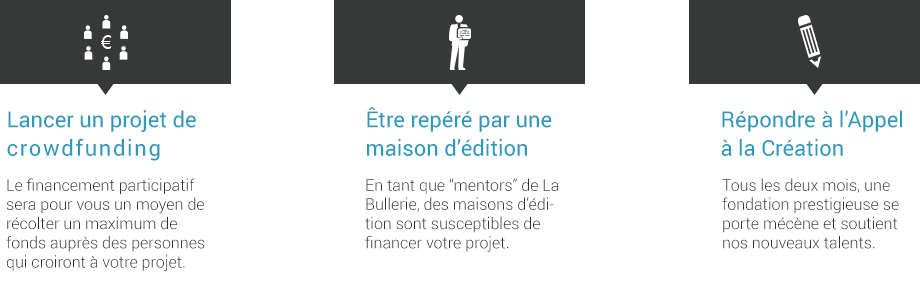 €
Lancer un projet de
crowdfunding
Le financement participatif
sera pour vous un moyen de
récolter un maximum de
fonds auprès des personnes
qui croiront à votre projet.
Être repéré par une
maison d’édition
En tant que “mentors” de La
Bullerie, des maisons d’édi-
tion sont susceptibles de
financer votre projet.
Répondre à l’Appel
à la Création
Tous les deux mois, une
fondation prestigieuse se
porte mécène et soutient
nos nouveaux talents.